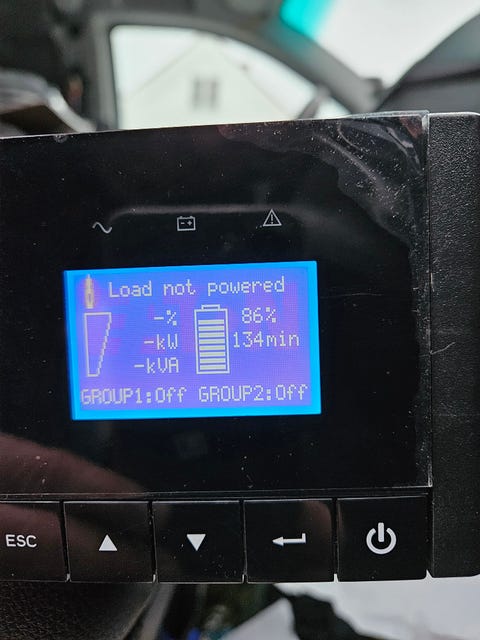 Load not powered
-% 86%
-kW 134min
-kVA
GROUP1:Off GROUP2:Off
ESC